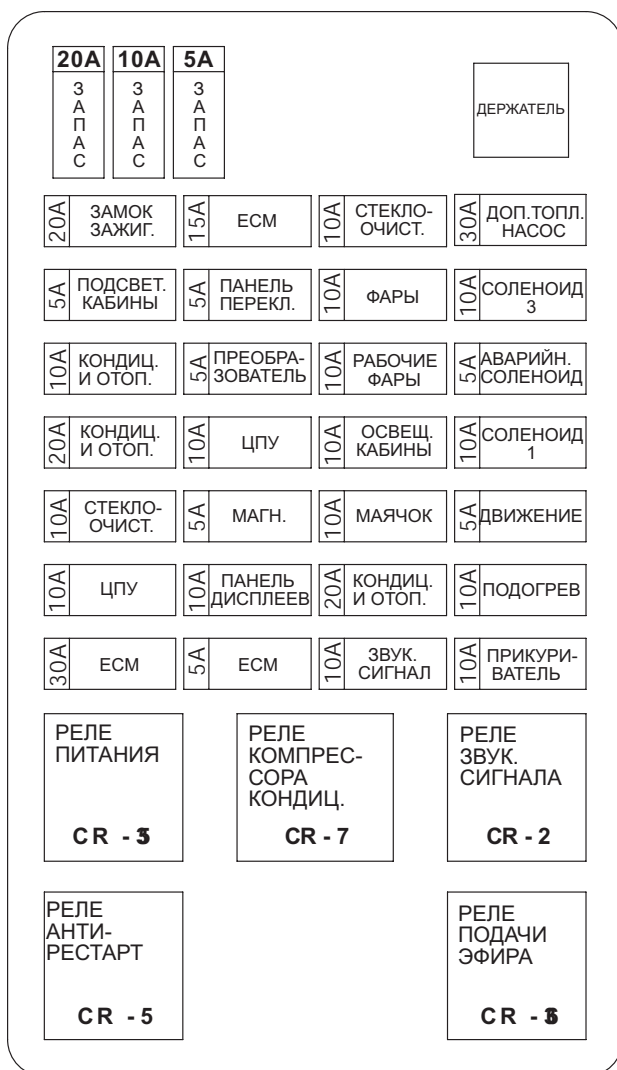 20A 10A 5A
ЗАПАС ЗАПАС ЗАПАС
ДЕРЖАТЕЛЬ
20A ЗАМОК
ЗАЖИГ.
15A ECM
10A СТЕКЛО-
ОЧИСТ.
30A ДОП.ТОПЛ.
НАСОС
5A ПОДСВЕТ.
КАБИНЫ
5A ПАНЕЛЬ
ПЕРЕКЛ.
10A ФАРЫ
10A СОЛЕНОИД
3
10A КОНДИЦ.
И ОТОП.
5A ПРЕОБРА-
ЗОВАТЕЛЬ
10A РАБОЧИЕ
ФАРЫ
5A АВАРИЙН.
СОЛЕНОИД
20A КОНДИЦ.
И ОТОП.
10A ЦПУ
10A ОСВЕЩ.
КАБИНЫ
10A СОЛЕНОИД
1
10A СТЕКЛО-
ОЧИСТ.
5A МАГН.
10A МАЯЧОК
5A ДВИЖЕНИЕ
10A ЦПУ
10A ПАНЕЛЬ
ДИСПЛЕЕВ
20A КОНДИЦ.
И ОТОП.
10A ПОДОГРЕВ
30A ECM
5A ECM
10A ЗВУК.
СИГНАЛ
10A ПРИКУРИ-
ВАТЕЛЬ
РЕЛЕ
ПИТАНИЯ
CR -
РЕЛЕ
КОМПРЕС-
СОРА
КОНДИЦ.
CR - 7
РЕЛЕ
ЗВУК.
СИГНАЛА
CR - 2
РЕЛЕ
АНТИ-
РЕСТАРТ
CR - 5
РЕЛЕ
ПОДАЧИ
ЭФИРА
CR -